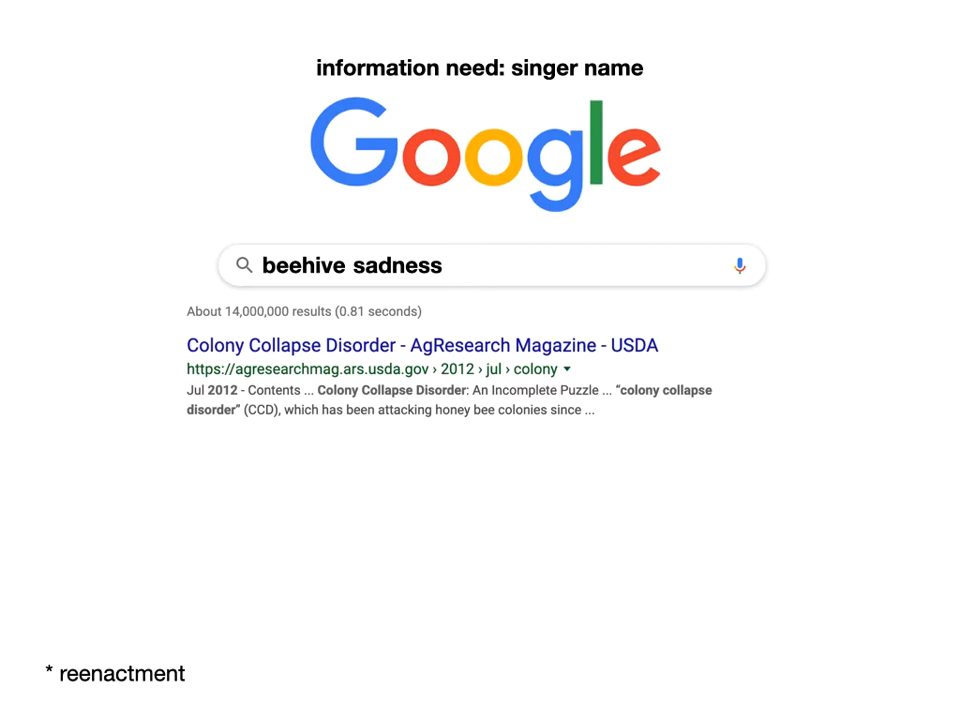 information need: singer name
Google
beehive sadness
About 14,000,000 results (0.81 seconds)
Colony Collapse Disorder - AgResearch Magazine - USDA
https://agresearchmag.ars.usda.gov › 2012 › jul › colony
Jul 2012 - Contents ... Colony Collapse Disorder: An Incomplete Puzzle ... “colony collapse
disorder” (CCD), which has been attacking honey bee colonies since ...
* reenactment